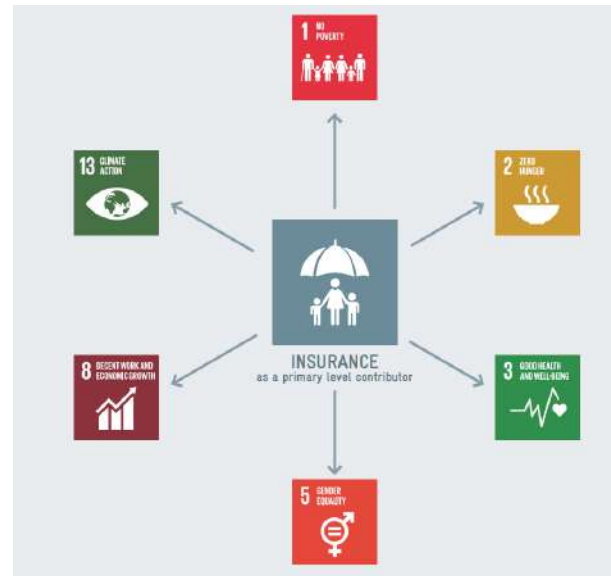 1 NO
POVERTY
13 CLIMATE
ACTION
2 ZERO
HUNGER
INSURANCE
as a primary level contributor
8 DECENT WORK AND
ECONOMIC GROWTH
3 GOOD HEALTH
AND WELL-BEING
5 GENDER
EQUALITY